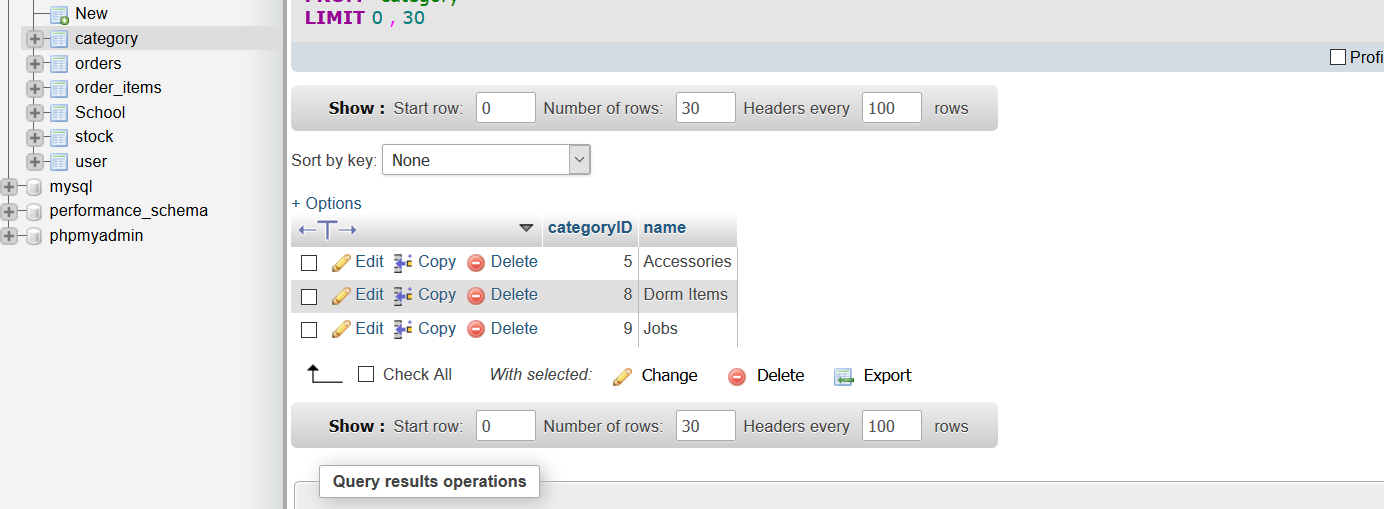 New
category
orders
order_items
School
stock
user
mysql
performance_schema
phpmyadmin
LIMIT 0 , 30
Profi
Show : Start row: 0 Number of rows: 30 Headers every 100 rows
Sort by key: None
+ Options
categoryID name
Edit Copy Delete 5 Accessories
Edit Copy Delete 8 Dorm Items
Edit Copy Delete 9 Jobs
Check All With selected: Change Delete Export
Show : Start row: 0 Number of rows: 30 Headers every 100 rows
Query results operations